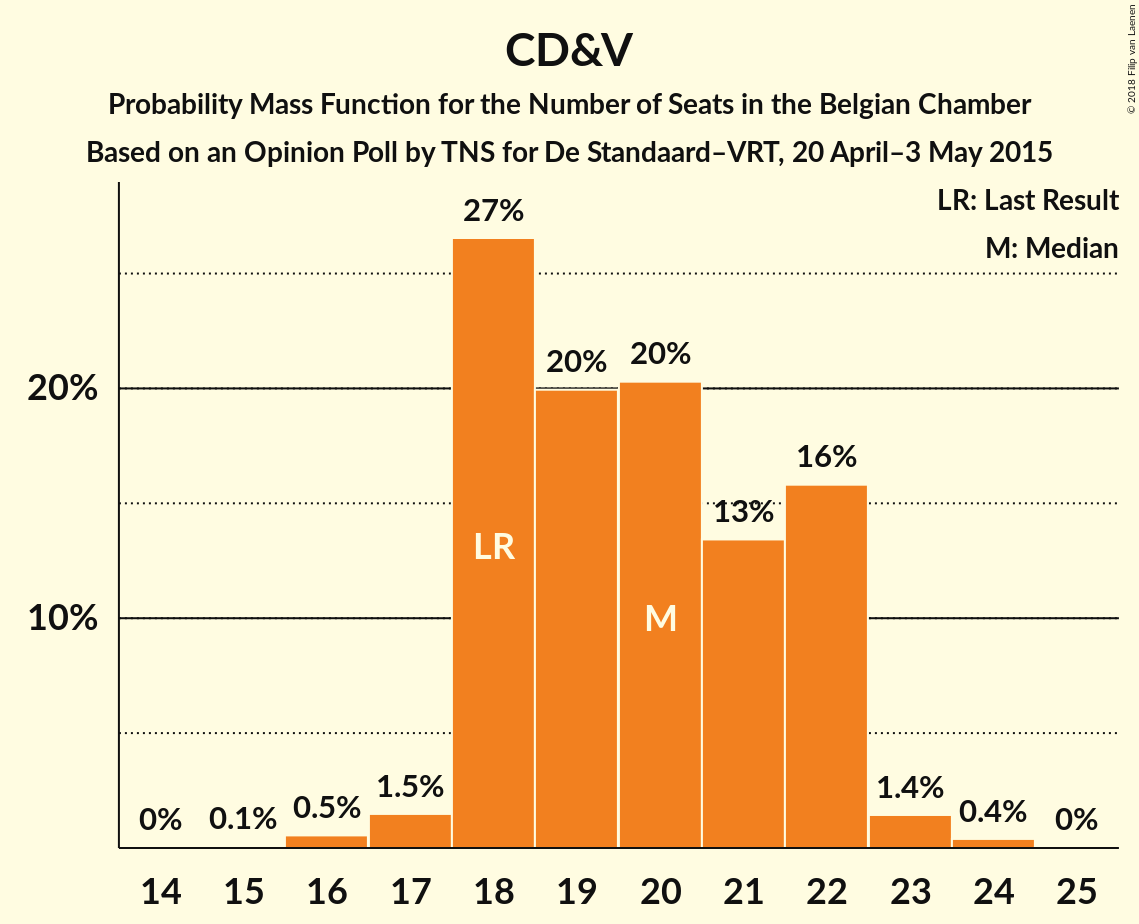 CD&V
Probability Mass Function for the Number of Seats in the Belgian Chamber
Based on an Opinion Poll by TNS for De Standaard–VRT, 20 April–3 May 2015
© 2018 Filip van Laenen
LR: Last Result
M: Median
27%
20%
20%
20%
16%
13%
LR
M
10%
0%
0.1%
0.5%
1.5%
1.4%
0.4%
0%
14 15 16 17 18 19 20 21 22 23 24 25